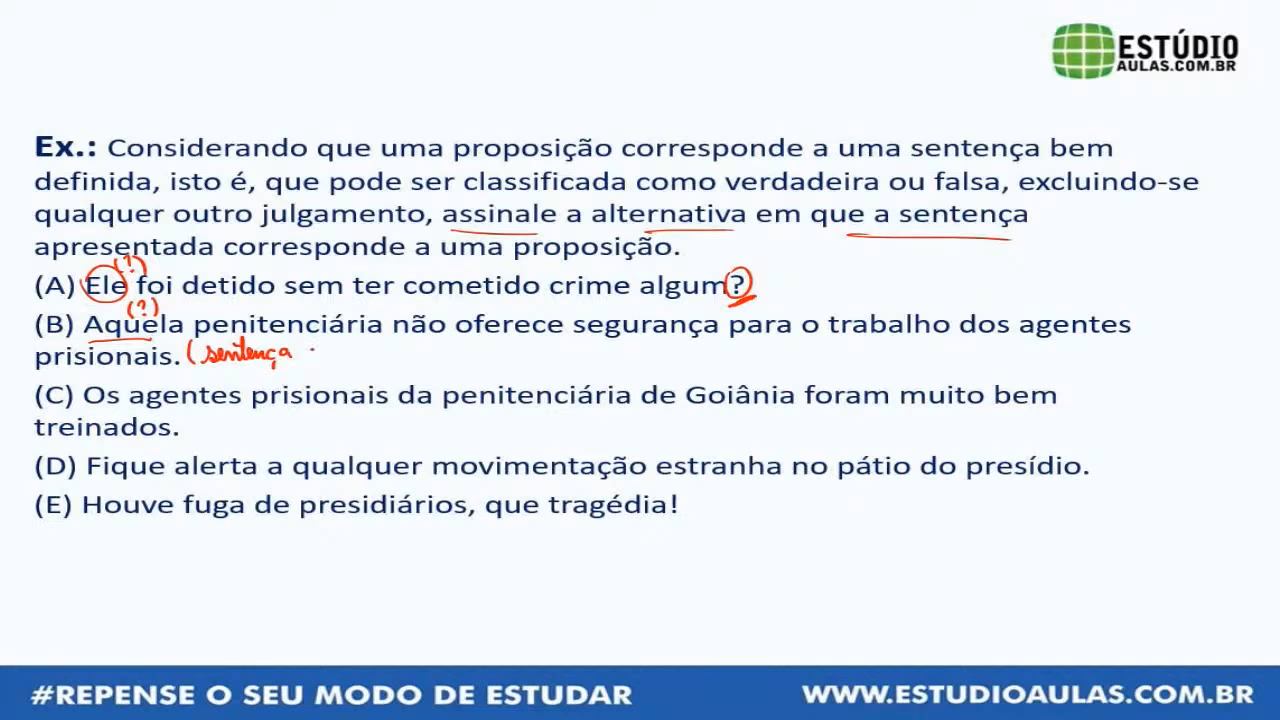 ESTÚDIO
AULAS.COM.BR
Ex.: Considerando que uma proposição corresponde a uma sentença bem
definida, isto é, que pode ser classificada como verdadeira ou falsa, excluindo-se
qualquer outro julgamento, assinale a alternativa em que a sentença
apresentada corresponde a uma proposição.
(?)
(A) Ele foi detido sem ter cometido crime algum?
(?)
(B) Aquela penitenciária não oferece segurança para o trabalho dos agentes
prisionais. (sentença
(C) Os agentes prisionais da penitenciária de Goiânia foram muito bem
treinados.
(D) Fique alerta a qualquer movimentação estranha no pátio do presídio.
(E) Houve fuga de presidiários, que tragédia!
#REPENSE O SEU MODO DE ESTUDAR WWW.ESTUDIOAULAS.COM.BR